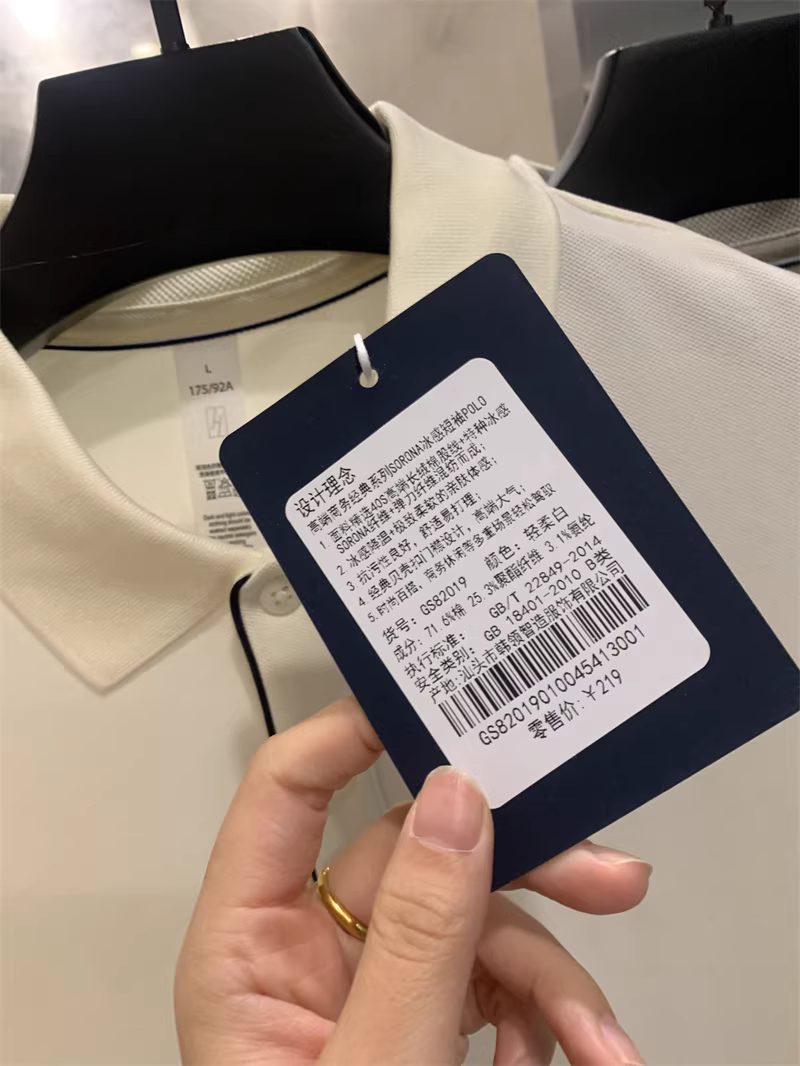 L
175/92A
设计理念
高端商务经典系列SORONA冰感短袖POLO
1. 面料精选40S高端长绒棉股线+特种冰感
SORONA纤维+弹力纤维混纺而成;
2. 冰感降温+极致柔软的亲肤体感;
3. 抗污性良好, 舒适易打理;
4. 经典贝壳扣门襟设计, 高端大气;
5. 时尚百搭, 商务休闲等多重场景轻松驾驭
货号: GS82019 颜色: 轻柔白
成分: 71.6%棉 25.3%聚酯纤维 3.1%氨纶
执行标准: GB/T 22849-2014
安全类别: GB 18401-2010 B类
产地:汕头市韩领智造服饰有限公司
GS82019010045413001
零售价:¥219